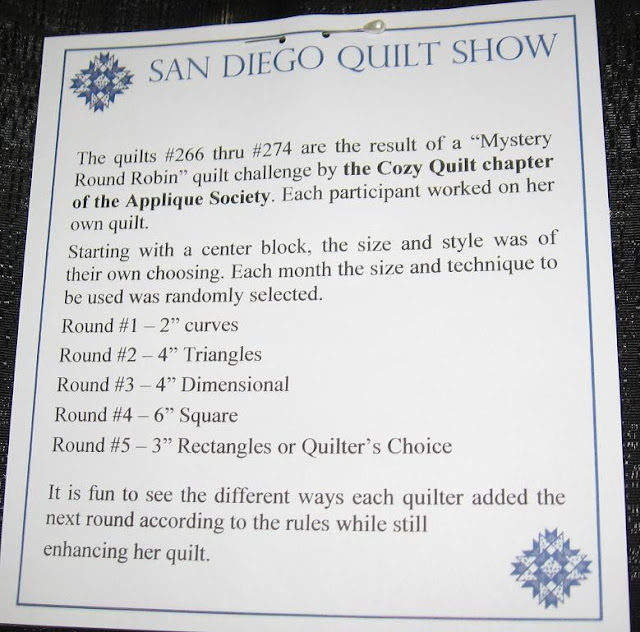 SAN DIEGO QUILT SHOW
The quilts #266 thru #274 are the result of a “Mystery
Round Robin” quilt challenge by the Cozy Quilt chapter
of the Applique Society. Each participant worked on her
own quilt.
Starting with a center block, the size and style was of
their own choosing. Each month the size and technique to
be used was randomly selected.
Round #1 – 2” curves
Round #2 – 4” Triangles
Round #3 – 4” Dimensional
Round #4 – 6” Square
Round #5 – 3” Rectangles or Quilter’s Choice
It is fun to see the different ways each quilter added the
next round according to the rules while still
enhancing her quilt.